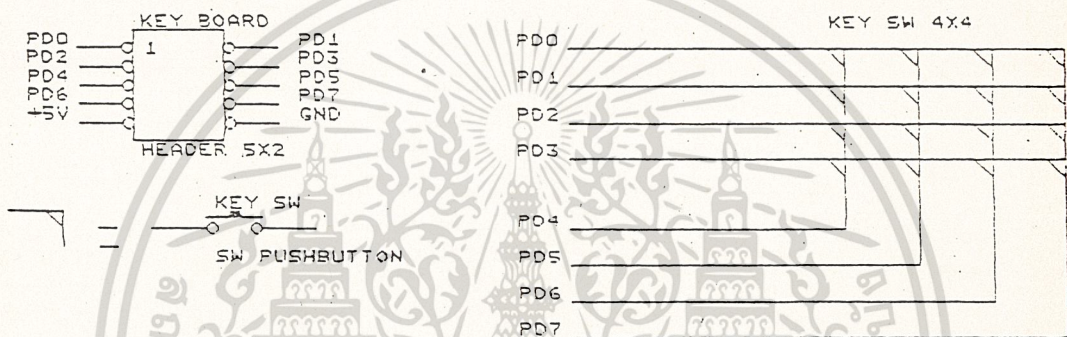 KEY BOARD
PD0 1 PD1
PD2 PD3
PD4 PD5
PD6 PD7
+5V GND
HEADER 5X2
KEY SW
SW PUSHBUTTON
KEY SW 4X4
PD0
PD1
PD2
PD3
PD4
PD5
PD6
PD7